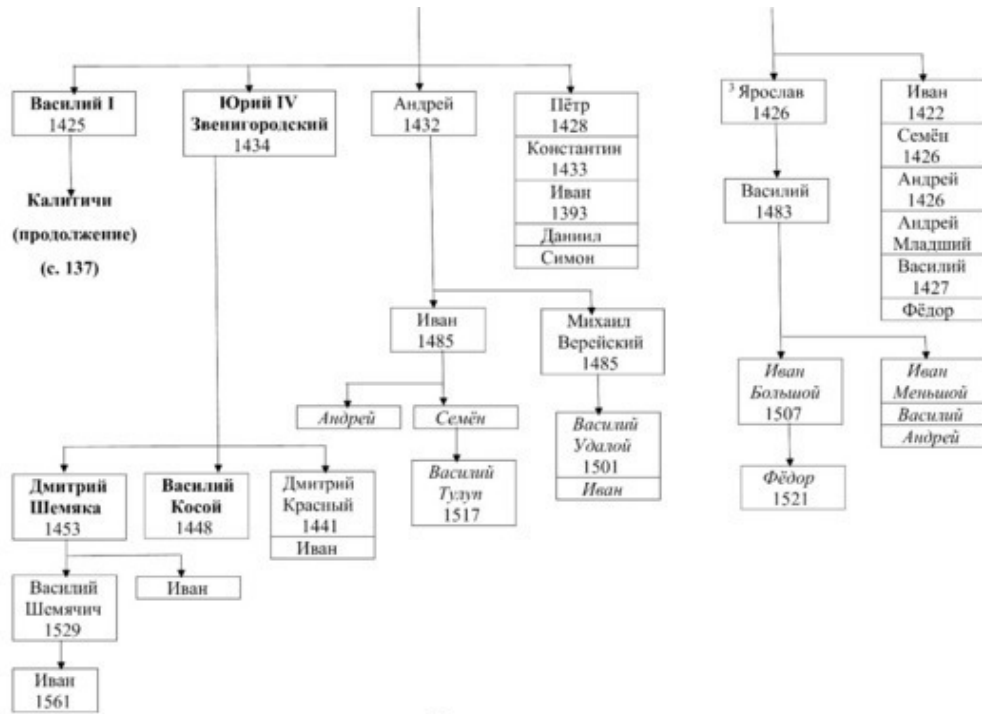 Василий I
1425
Калитичи
(продолжение)
(с. 137)
Юрий IV
Звенигородский
1434
Андрей
1432
Пётр
1428
Константин
1433
Иван
1393
Даниил
Симон
Иван
1485
Михаил
Верейский
1485
Андрей
Семён
Василий
Удалой
1501
Иван
Василий
Тулуп
1517
Дмитрий
Шемяка
1453
Василий
Косой
1448
Дмитрий
Красный
1441
Иван
Василий
Шемячич
1529
Иван
Иван
1561
3 Ярослав
1426
Иван
1422
Семён
1426
Андрей
1426
Андрей
Младший
Василий
1427
Фёдор
Василий
1483
Иван
Большой
1507
Иван
Меньшой
Василий
Андрей
Фёдор
1521